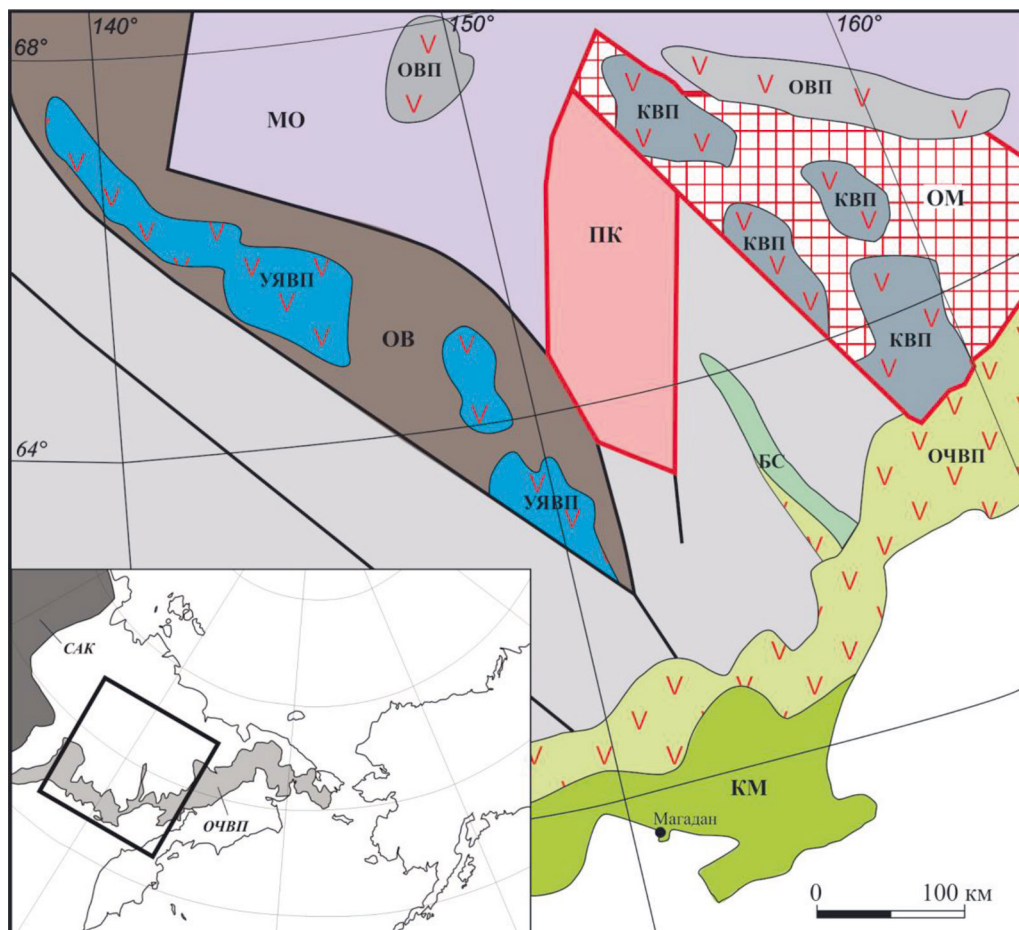 140°
150°
160°
68°
ОВП
ОВП
КВП
МО
КВП
ОМ
ПК
КВП
УЯВП
ОВ
КВП
64°
БС
ОЧВП
УЯВП
САК
ОЧВП
КМ
Магадан
0 100 км